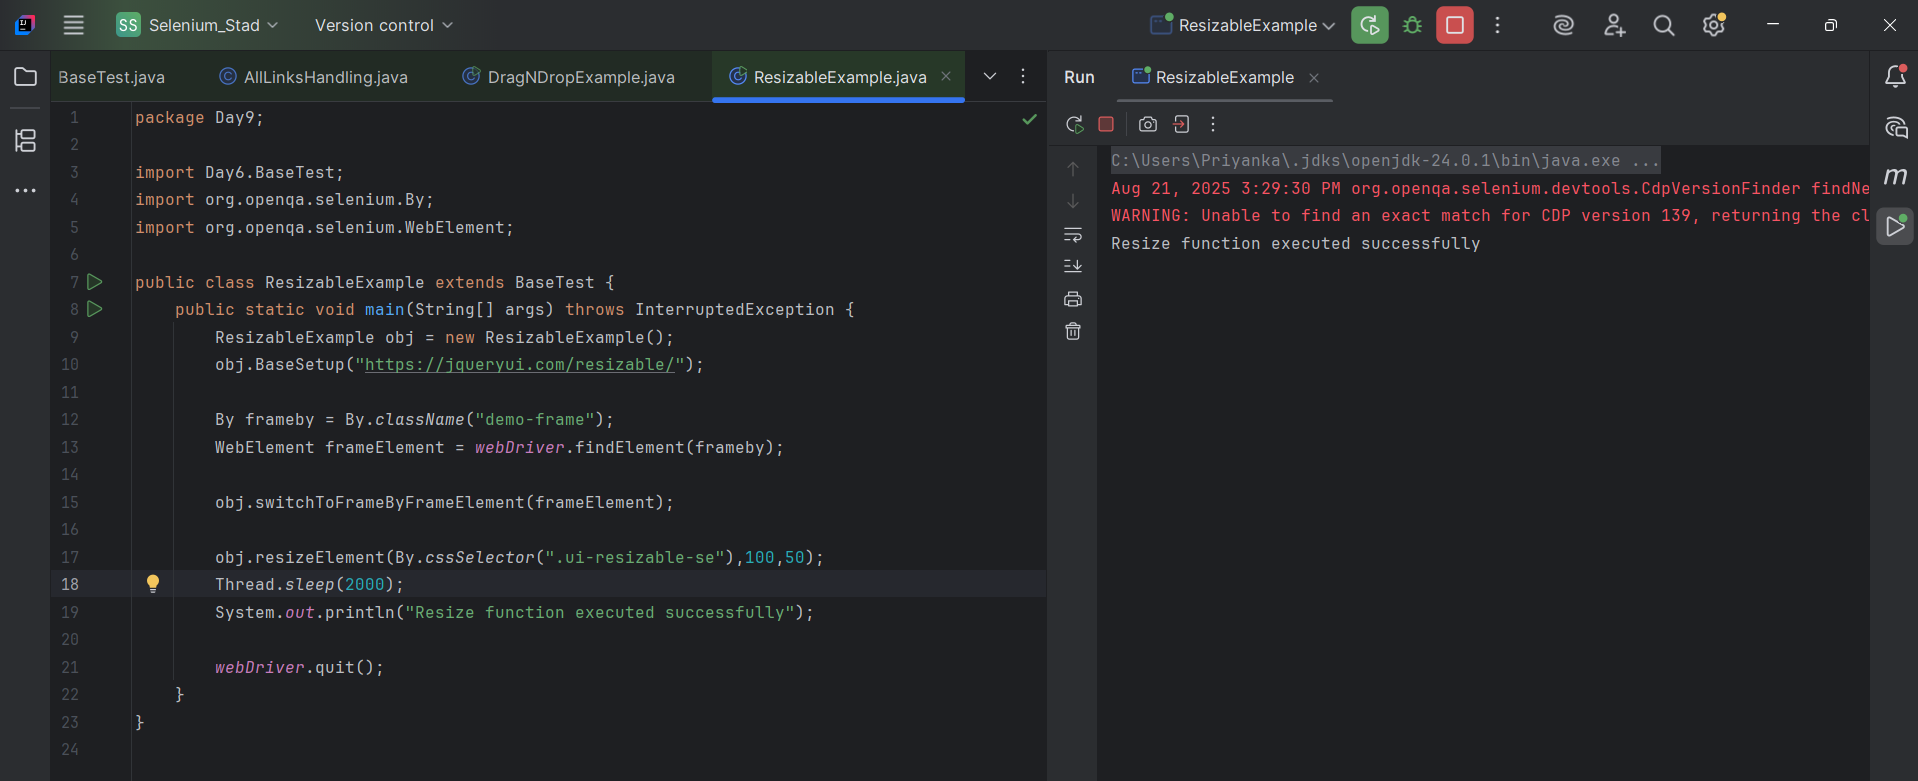 SS Selenium_Stad Version control ResizableExample
BaseTest.java AllLinksHandling.java DragNDropExample.java ResizableExample.java
1 package Day9;
2
3 import Day6.BaseTest;
4 import org.openqa.selenium.By;
5 import org.openqa.selenium.WebElement;
6
7 public class ResizableExample extends BaseTest {
8 public static void main(String[] args) throws InterruptedException {
9 ResizableExample obj = new ResizableExample();
10 obj.BaseSetup("https://jqueryui.com/resizable/");
11
12 By frameby = By.className("demo-frame");
13 WebElement frameElement = webDriver.findElement(frameby);
14
15 obj.switchToFrameByFrameElement(frameElement);
16
17 obj.resizeElement(By.cssSelector(".ui-resizable-se"),100,50);
18 Thread.sleep(2000);
19 System.out.println("Resize function executed successfully");
20
21 webDriver.quit();
22 }
23 }
24
Run ResizableExample
C:\Users\Priyanka\.jdks\openjdk-24.0.1\bin\java.exe ...
Aug 21, 2025 3:29:30 PM org.openqa.selenium.devtools.CdpVersionFinder findNe
WARNING: Unable to find an exact match for CDP version 139, returning the cl
Resize function executed successfully
m